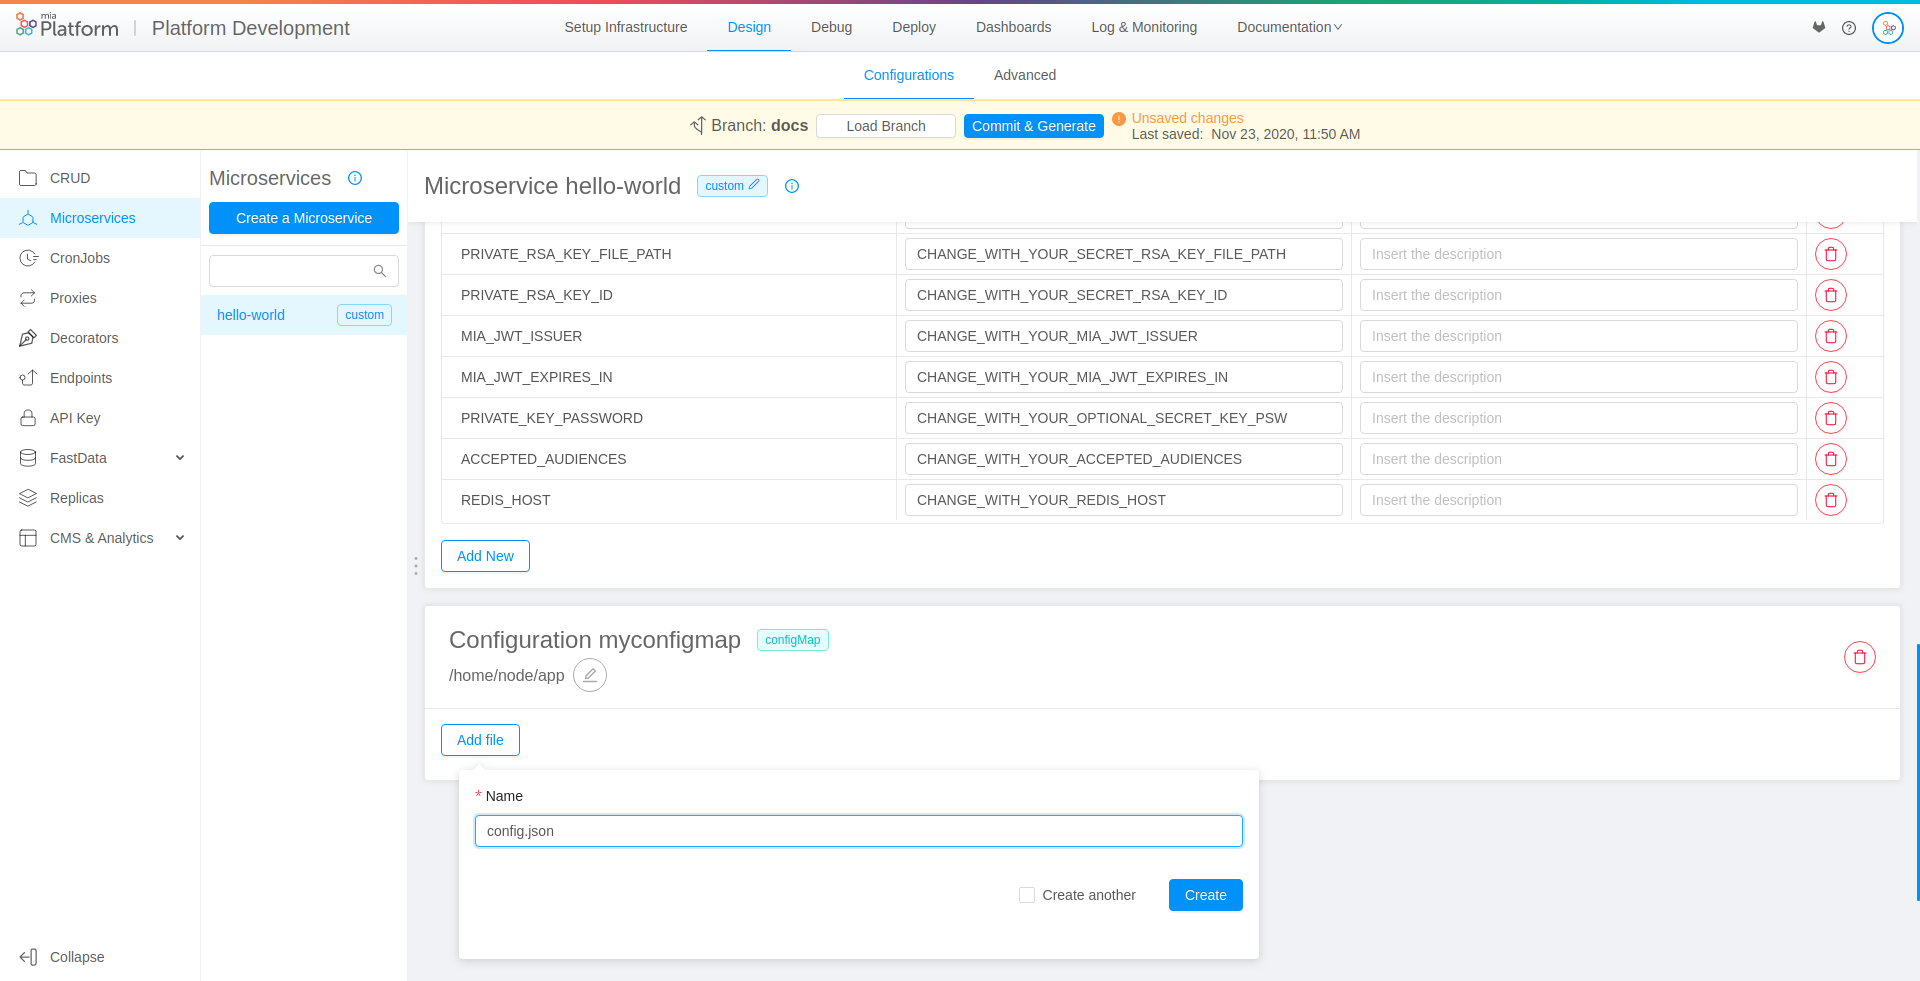 mia Platform | Platform Development
Setup Infrastructure Design Debug Deploy Dashboards Log & Monitoring Documentation
Configurations Advanced
Branch: docs Load Branch Commit & Generate Unsaved changes
Last saved: Nov 23, 2020, 11:50 AM
CRUD
Microservices
CronJobs
Proxies
Decorators
Endpoints
API Key
FastData
Replicas
CMS & Analytics
Collapse
Microservices
Create a Microservice
hello-world custom
Microservice hello-world custom
PRIVATE_RSA_KEY_FILE_PATH CHANGE_WITH_YOUR_SECRET_RSA_KEY_FILE_PATH Insert the description
PRIVATE_RSA_KEY_ID CHANGE_WITH_YOUR_SECRET_RSA_KEY_ID Insert the description
MIA_JWT_ISSUER CHANGE_WITH_YOUR_MIA_JWT_ISSUER Insert the description
MIA_JWT_EXPIRES_IN CHANGE_WITH_YOUR_MIA_JWT_EXPIRES_IN Insert the description
PRIVATE_KEY_PASSWORD CHANGE_WITH_YOUR_OPTIONAL_SECRET_KEY_PSW Insert the description
ACCEPTED_AUDIENCES CHANGE_WITH_YOUR_ACCEPTED_AUDIENCES Insert the description
REDIS_HOST CHANGE_WITH_YOUR_REDIS_HOST Insert the description
Add New
Configuration myconfigmap configMap
/home/node/app
Add file
* Name
config.json
Create another Create